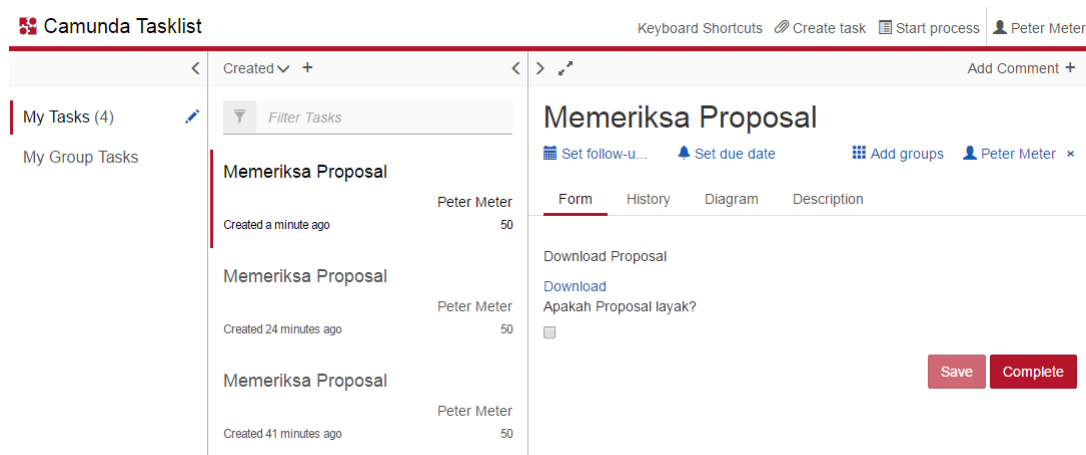 Camunda Tasklist
Keyboard Shortcuts Create task Start process Peter Meter
Created + Add Comment +
My Tasks (4)
My Group Tasks
Filter Tasks
Memeriksa Proposal
Peter Meter
Created a minute ago 50
Memeriksa Proposal
Peter Meter
Created 24 minutes ago 50
Memeriksa Proposal
Peter Meter
Created 41 minutes ago 50
Memeriksa Proposal
Set follow-u... Set due date Add groups Peter Meter ×
Form History Diagram Description
Download Proposal
Download
Apakah Proposal layak?
Save Complete